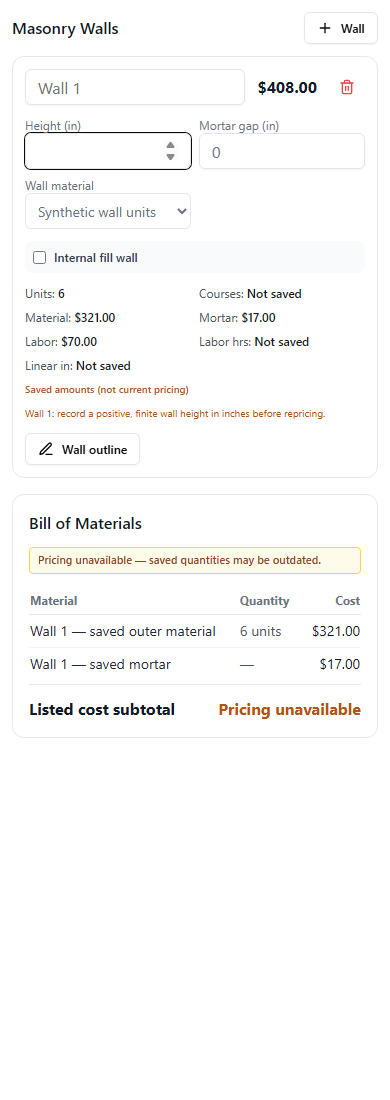 Masonry Walls
Wall
Wall 1
$408.00
Height (in)
Mortar gap (in)
0
Wall material
Synthetic wall units
Internal fill wall
Units: 6
Courses: Not saved
Material: $321.00
Mortar: $17.00
Labor: $70.00
Labor hrs: Not saved
Linear in: Not saved
Saved amounts (not current pricing)
Wall 1: record a positive, finite wall height in inches before repricing.
Wall outline
Bill of Materials
Pricing unavailable — saved quantities may be outdated.
Material Quantity Cost
Wall 1 — saved outer material 6 units $321.00
Wall 1 — saved mortar — $17.00
Listed cost subtotal Pricing unavailable